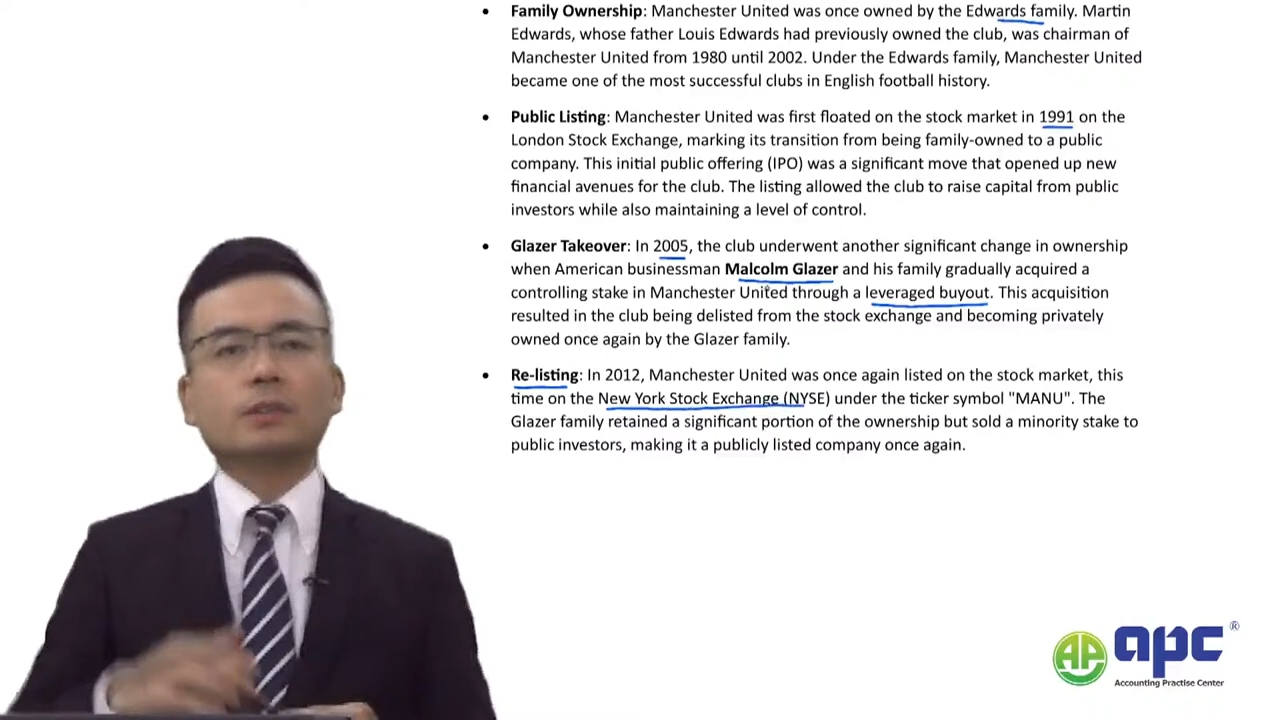 • Family Ownership: Manchester United was once owned by the Edwards family. Martin
Edwards, whose father Louis Edwards had previously owned the club, was chairman of
Manchester United from 1980 until 2002. Under the Edwards family, Manchester United
became one of the most successful clubs in English football history.
• Public Listing: Manchester United was first floated on the stock market in 1991 on the
London Stock Exchange, marking its transition from being family-owned to a public
company. This initial public offering (IPO) was a significant move that opened up new
financial avenues for the club. The listing allowed the club to raise capital from public
investors while also maintaining a level of control.
• Glazer Takeover: In 2005, the club underwent another significant change in ownership
when American businessman Malcolm Glazer and his family gradually acquired a
controlling stake in Manchester United through a leveraged buyout. This acquisition
resulted in the club being delisted from the stock exchange and becoming privately
owned once again by the Glazer family.
• Re-listing: In 2012, Manchester United was once again listed on the stock market, this
time on the New York Stock Exchange (NYSE) under the ticker symbol "MANU". The
Glazer family retained a significant portion of the ownership but sold a minority stake to
public investors, making it a publicly listed company once again.
AP apc ®
Accounting Practise Center